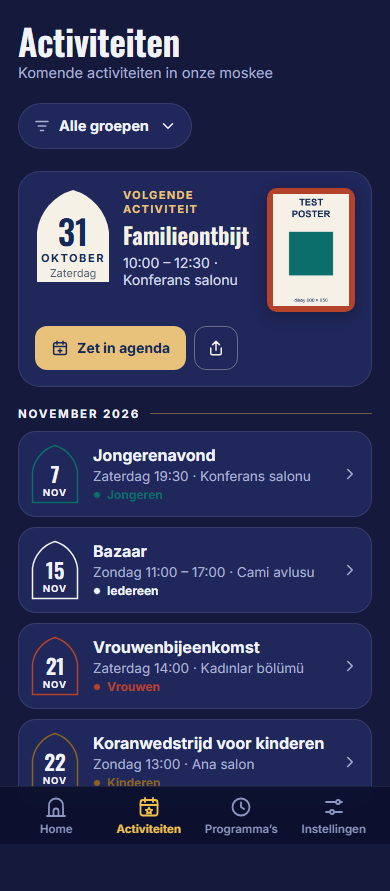 Activiteiten
Komende activiteiten in onze moskee
Alle groepen
31
OKTOBER
Zaterdag
VOLGENDE
ACTIVITEIT
Familieontbijt
10:00 – 12:30 ·
Konferans salonu
TEST
POSTER
Zet in agenda
NOVEMBER 2026
7
NOV
Jongerenavond
Zaterdag 19:30 · Konferans salonu
Jongeren
15
NOV
Bazaar
Zondag 11:00 – 17:00 · Cami avlusu
Iedereen
21
NOV
Vrouwenbijeenkomst
Zaterdag 14:00 · Kadınlar bölümü
Vrouwen
22
NOV
Koranwedstrijd voor kinderen
Zondag 13:00 · Ana salon
Kinderen
Home
Activiteiten
Programma's
Instellingen